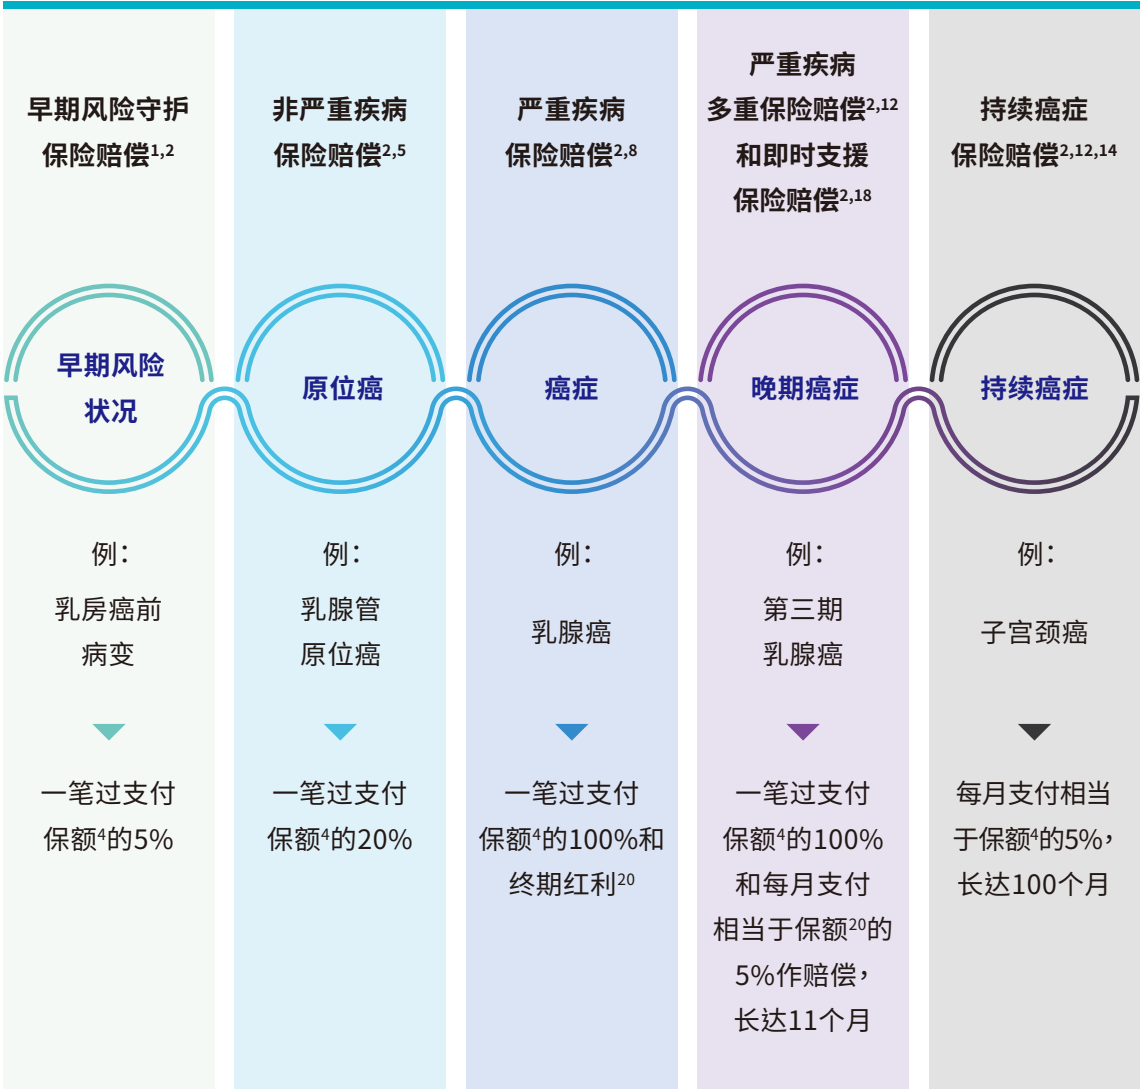 早期风险守护
保险赔偿1,2
早期风险
状况
例：
乳房癌前
病变
一笔过支付
保额4的5%
非严重疾病
保险赔偿2,5
原位癌
例：
乳腺管
原位癌
一笔过支付
保额4的20%
严重疾病
保险赔偿2,8
癌症
例：
乳腺癌
一笔过支付
保额4的100%和
终期红利20
严重疾病
多重保险赔偿2,12
和即时支援
保险赔偿2,18
晚期癌症
例：
第三期
乳腺癌
一笔过支付
保额4的100%
和每月支付
相当于保额20的
5%作赔偿，
长达11个月
持续癌症
保险赔偿2,12,14
持续癌症
例：
子宫颈癌
每月支付相当
于保额4的5%，
长达100个月